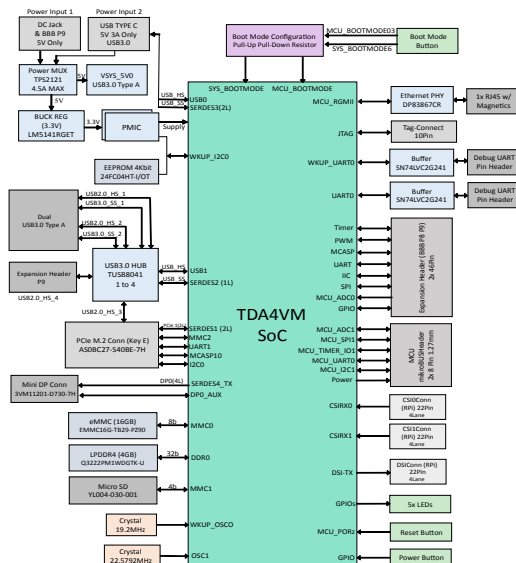 Power Input 1
Power Input 2
DC Jack
& BBB P9
5V Only
USB TYPE C
5V 3A Only
USB3.0
Boot Mode Configuration
Pull-Up Pull-Down
Resistor
MCU_BOOTMODE03
SYS_BOOTMODE6
Boot Mode
Button
Power MUX
TPS2121
4.5A MAX
5V
VSYS_5V0
USB3.0 Type A
5V
BUCK REG
(3.3V)
LM5141RGET
3.3V
PMIC
Supply
EEPROM 4Kbit
24FC04HT-I/OT
USB_HS
USB_SS
SYS_BOOTMODE
MCU_BOOTMODE
USB0
SERDES3(2L)
WKUP_I2C0
MCU_RGMII
Ethernet PHY
DP83867CR
1x RJ45 w/
Magnetics
JTAG
Tag-Connect
10Pin
WKUP_UART0
Buffer
SN74LVC2G241
Debug UART
Pin Header
UART0
Buffer
SN74LVC2G241
Debug UART
Pin Header
Dual
USB3.0 Type A
USB2.0_HS_1
USB3.0_SS_1
USB2.0_HS_2
USB3.0_SS_2
USB3.0 HUB
TUSB8041
1 to 4
Expansion Header
P9
USB2.0_HS_4
USB2.0_HS_3
USB_HS
USB_SS
USB1
SERDES2 (1L)
Timer
PWM
MCASP
UART
IIC
SPI
MCU_ADC0
GPIO
Expansion Header (BBB P8 P9)
2x 46Pin
TDA4VM
SoC
PCIe M.2 Conn (Key E)
ASOBC27-S40BE-7H
SERDES1 (2L)
MMC2
UART1
MCASP10
I2C0
MCU_ADC1
MCU_SPI1
MCU_TIMER_IO1
MCU_UART0
MCU_I2C1
Power
MCU
mikroBUSHeader
2x 8 Pin 1.27mm
Mini DP Conn
3VM11201-D730-7H
DP0(4L)
SERDES4_TX
DP0_AUX
CSIRX0
CSI0Conn
(RPi) 22Pin
4Lane
eMMC (16GB)
EMMC16G-TB29-PZ90
8b
MMC0
CSIRX1
CSI1Conn
(RPi) 22Pin
4Lane
LPDDR4 (4GB)
Q3222PM1WDGTK-U
32b
DDR0
DSI-TX
DSIConn (RPi)
22Pin
4Lane
Micro SD
YL004-030-001
4b
MMC1
GPIOs
5x LEDs
Crystal
19.2MHz
WKUP_OSCO
MCU_PORz
Reset Button
Crystal
22.5792MHz
OSC1
GPIO
Power Button